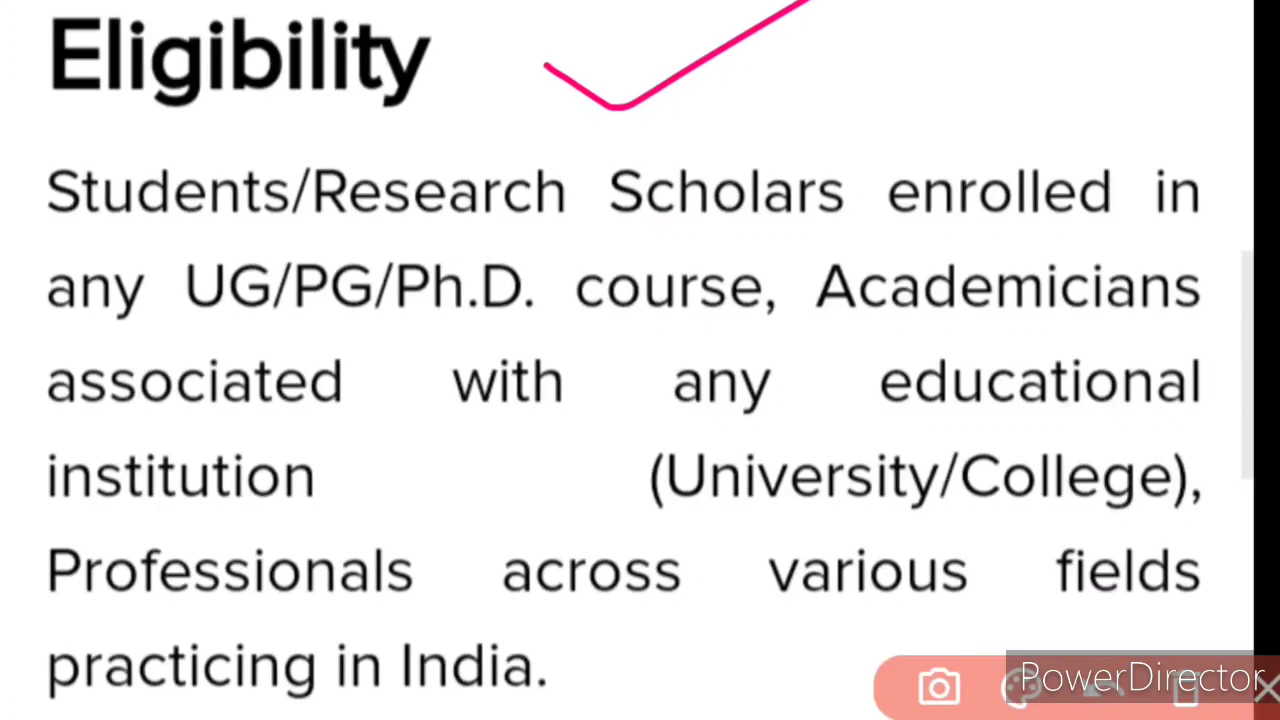 Eligibility
Students/Research Scholars enrolled in
any UG/PG/Ph.D. course, Academicians
associated with any educational
institution (University/College),
Professionals across various fields
practicing in India.
PowerDirector